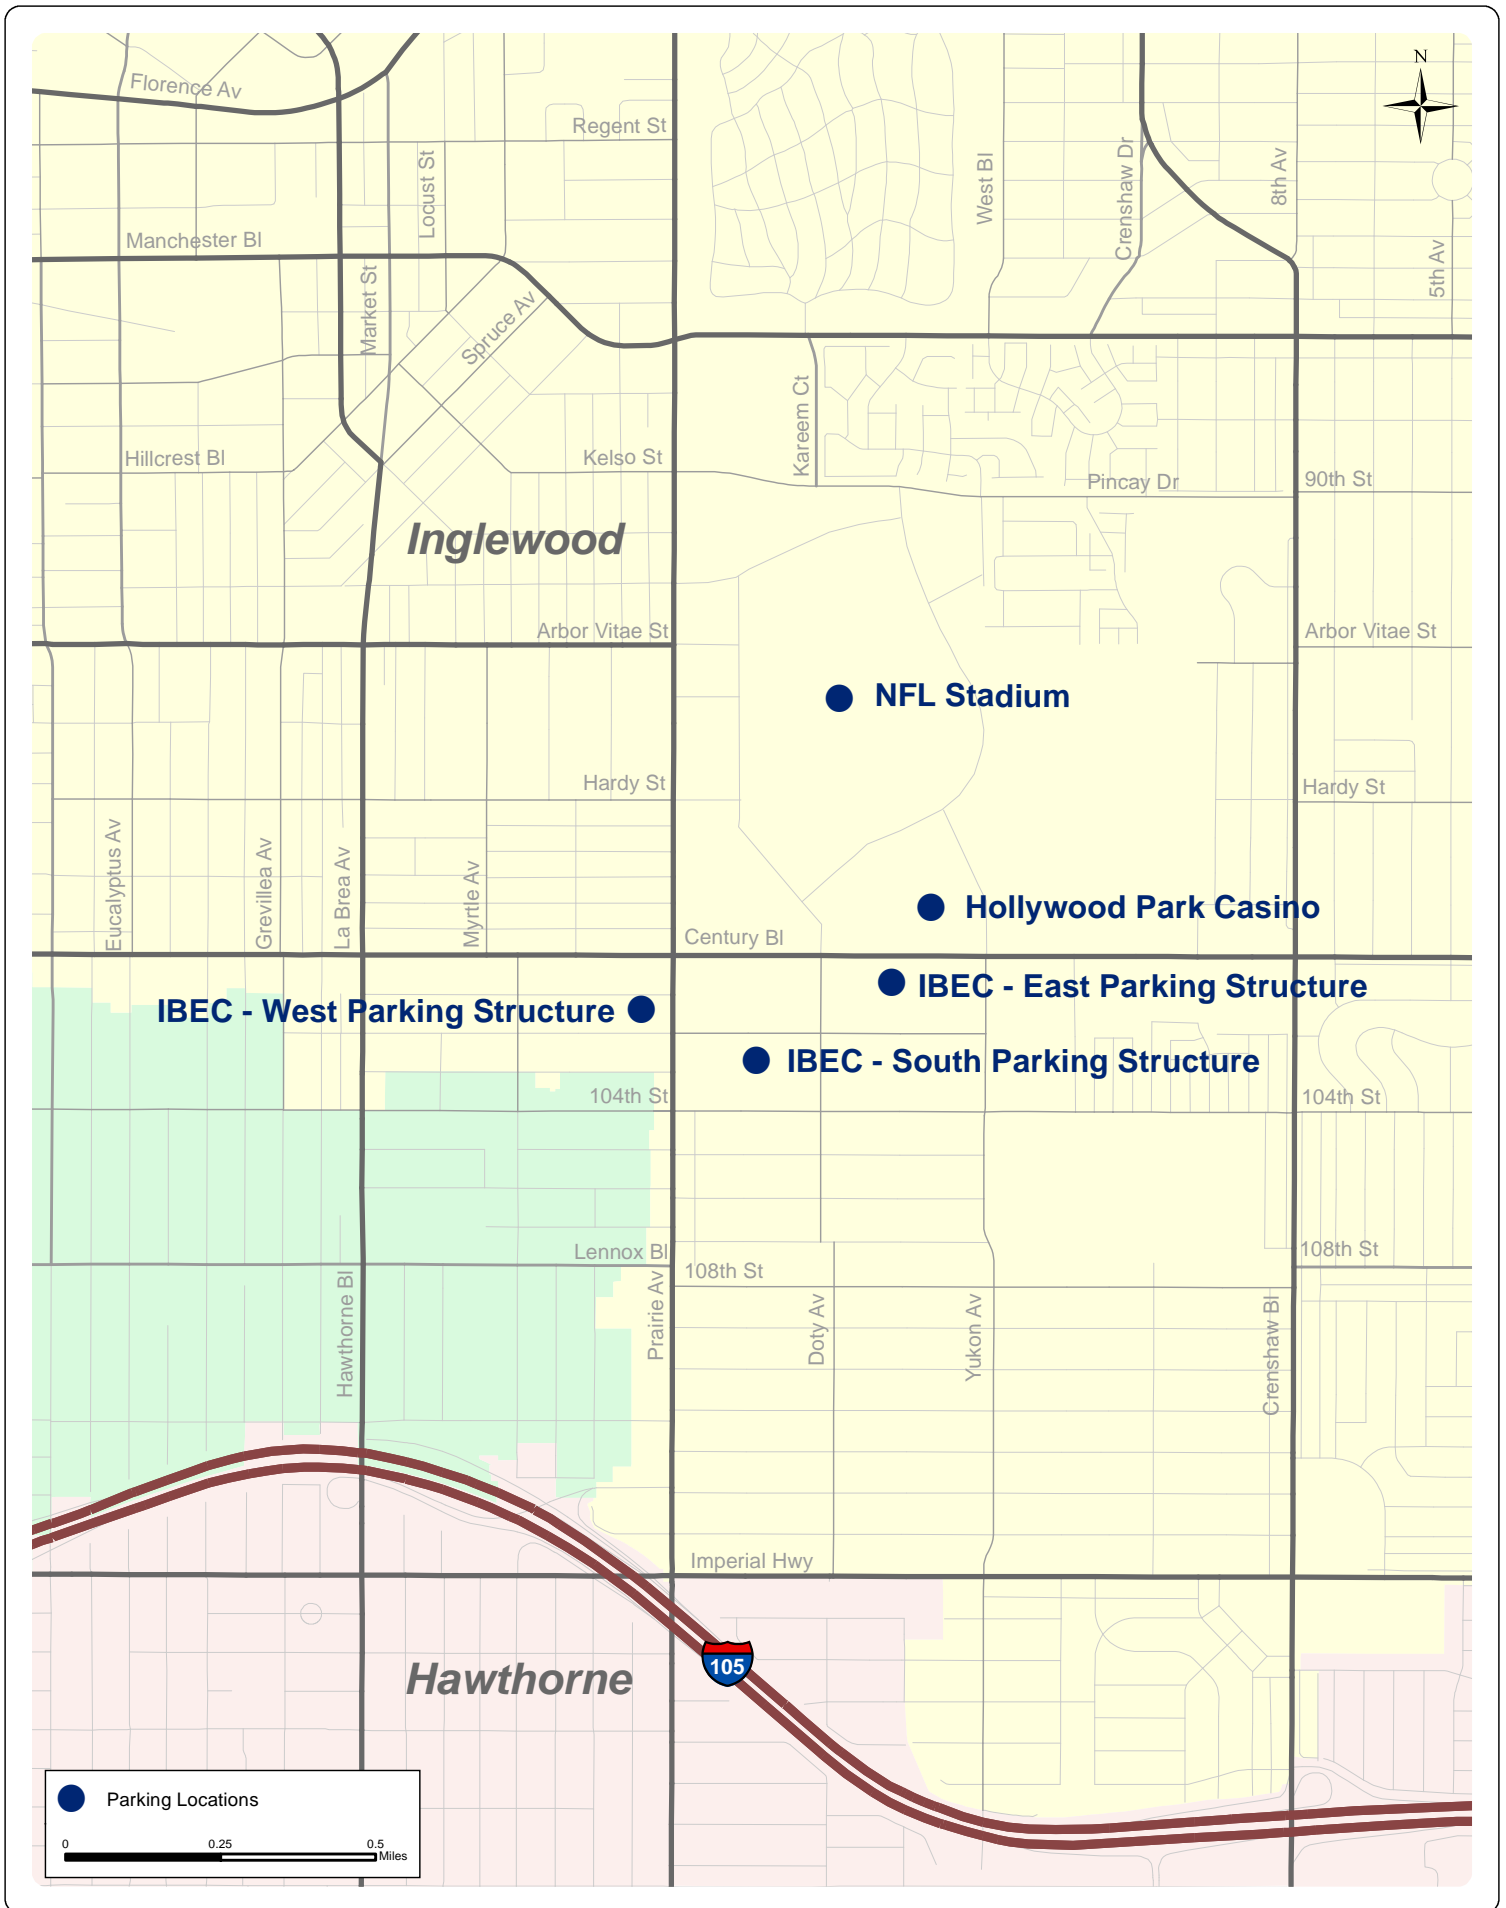 N
Florence Av
Regent St
Locust St
West Bl
Crenshaw Dr
8th Av
5th Av
Manchester Bl
Market St
Spruce Av
Kareem Ct
Hillcrest Bl
Kelso St
Pincay Dr
90th St
Inglewood
Arbor Vitae St
Arbor Vitae St
NFL Stadium
Hardy St
Hardy St
Eucalyptus Av
Grevillea Av
La Brea Av
Myrtle Av
Hollywood Park Casino
Century Bl
IBEC - East Parking Structure
IBEC - West Parking Structure
IBEC - South Parking Structure
104th St
104th St
Lennox Bl
108th St
108th St
Hawthorne Bl
Prairie Av
Doty Av
Yukon Av
Crenshaw Bl
Imperial Hwy
105
Hawthorne
Parking Locations
0 0.25 0.5
Miles